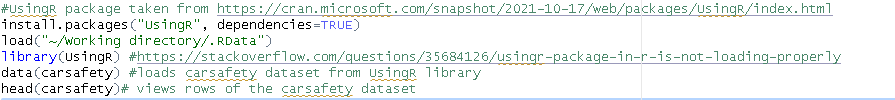 #UsingR package taken from https://cran.microsoft.com/snapshot/2021-10-17/web/packages/UsingR/index.html
install.packages("UsingR", dependencies=TRUE)
load("~/Working directory/.RData")
library(UsingR) #https://stackoverflow.com/questions/35684126/usingr-package-in-r-is-not-loading-properly
data(carsafety) #loads carsafety dataset from UsingR library
head(carsafety)# views rows of the carsafety dataset